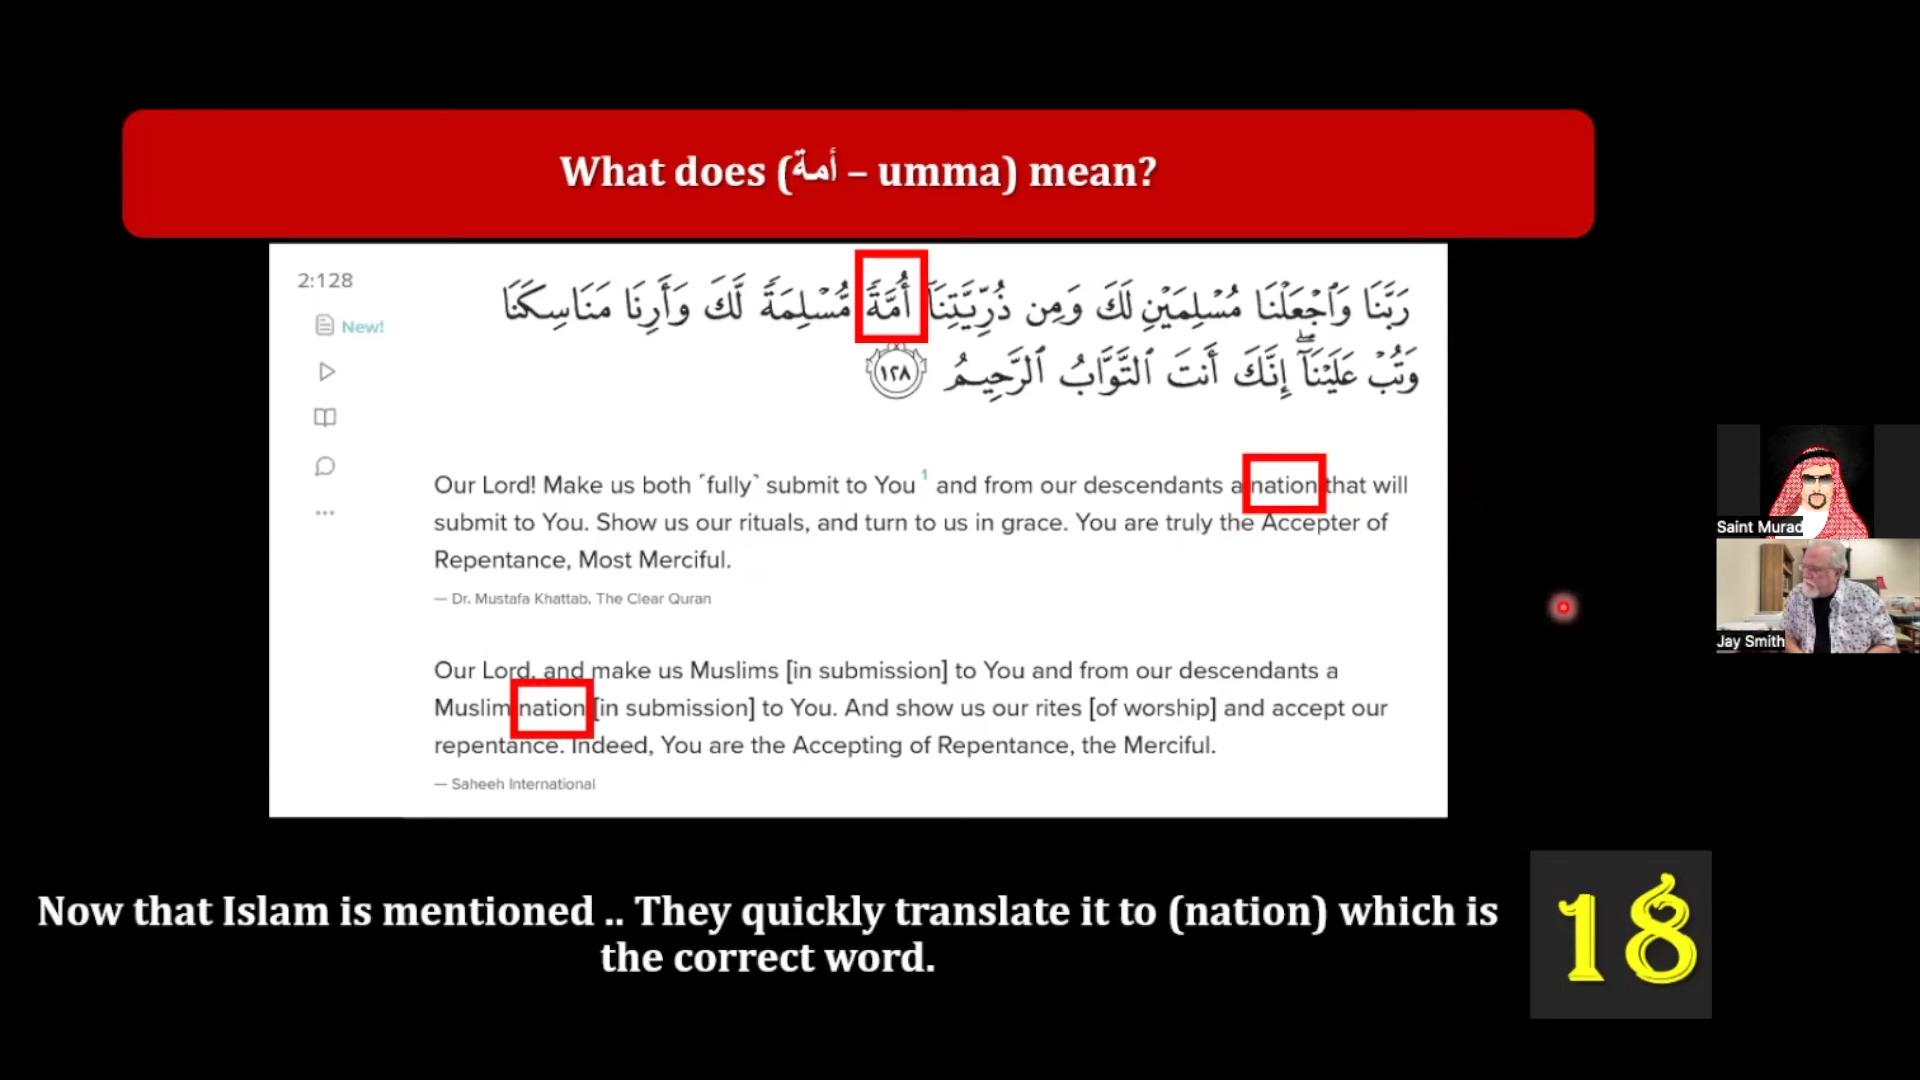 What does (أمة – umma) mean?
2:128
New!
رَبَّنَا وَٱجْعَلْنَا مُسْلِمَيْنِ لَكَ وَمِن ذُرِّيَّتِنَآ أُمَّةً مُّسْلِمَةً لَّكَ وَأَرِنَا مَنَاسِكَنَا
وَتُبْ عَلَيْنَآ ۖ إِنَّكَ أَنتَ ٱلتَّوَّابُ ٱلرَّحِيمُ ١٢٨
Our Lord! Make us both ˹fully˺ submit to You 1 and from our descendants a nation that will
submit to You. Show us our rituals, and turn to us in grace. You are truly the Accepter of
Repentance, Most Merciful.
— Dr. Mustafa Khattab, The Clear Quran
Our Lord, and make us Muslims [in submission] to You and from our descendants a
Muslim nation [in submission] to You. And show us our rites [of worship] and accept our
repentance. Indeed, You are the Accepting of Repentance, the Merciful.
— Saheeh International
Saint Murad
Jay Smith
Now that Islam is mentioned .. They quickly translate it to (nation) which is
the correct word.
18